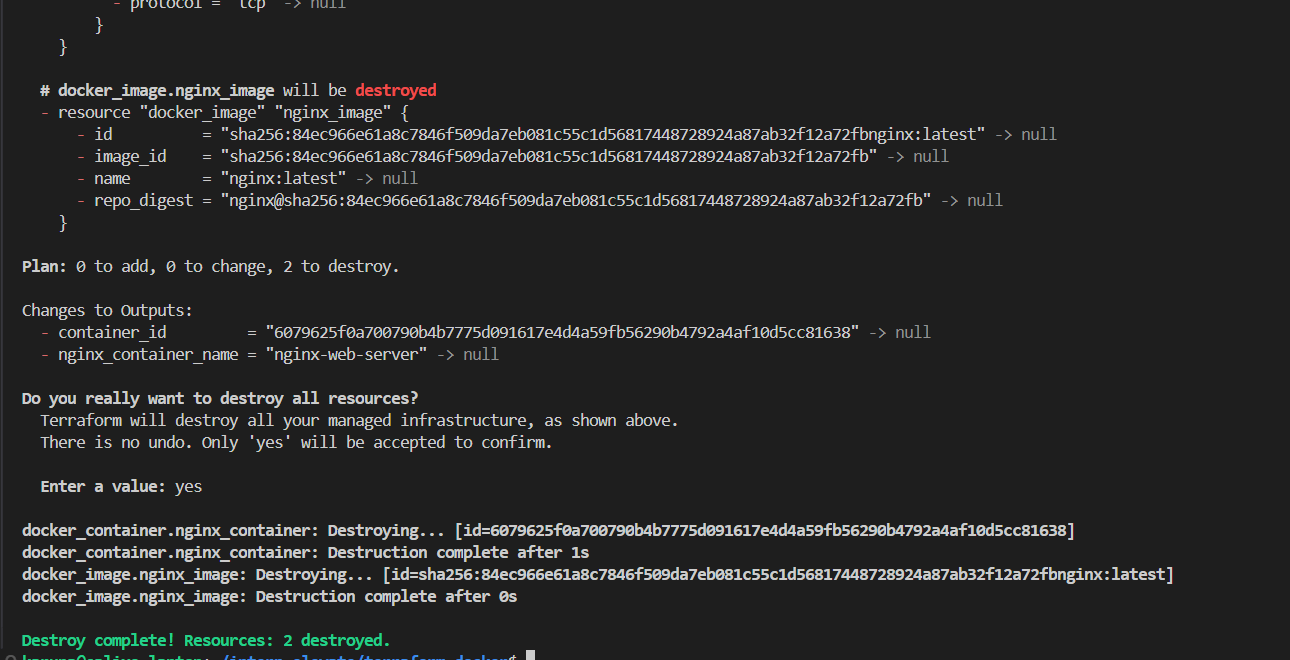 - protocol = "tcp" -> null
}
}
# docker_image.nginx_image will be destroyed
- resource "docker_image" "nginx_image" {
- id = "sha256:84ec966e61a8c7846f509da7eb081c55c1d56817448728924a87ab32f12a72fbnginx:latest" -> null
- image_id = "sha256:84ec966e61a8c7846f509da7eb081c55c1d56817448728924a87ab32f12a72fb" -> null
- name = "nginx:latest" -> null
- repo_digest = "nginx@sha256:84ec966e61a8c7846f509da7eb081c55c1d56817448728924a87ab32f12a72fb" -> null
}
Plan: 0 to add, 0 to change, 2 to destroy.
Changes to Outputs:
- container_id = "6079625f0a700790b4b7775d091617e4d4a59fb56290b4792a4af10d5cc81638" -> null
- nginx_container_name = "nginx-web-server" -> null
Do you really want to destroy all resources?
Terraform will destroy all your managed infrastructure, as shown above.
There is no undo. Only 'yes' will be accepted to confirm.
Enter a value: yes
docker_container.nginx_container: Destroying... [id=6079625f0a700790b4b7775d091617e4d4a59fb56290b4792a4af10d5cc81638]
docker_container.nginx_container: Destruction complete after 1s
docker_image.nginx_image: Destroying... [id=sha256:84ec966e61a8c7846f509da7eb081c55c1d56817448728924a87ab32f12a72fbnginx:latest]
docker_image.nginx_image: Destruction complete after 0s
Destroy complete! Resources: 2 destroyed.